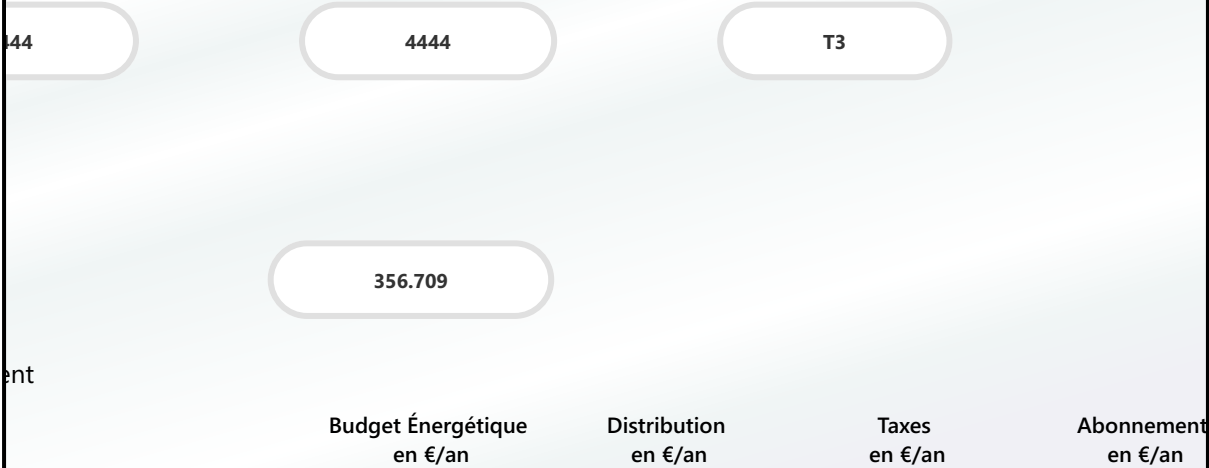 444 4444 T3
356.709
ent
Budget Énergétique Distribution Taxes Abonnement
en €/an en €/an en €/an en €/an